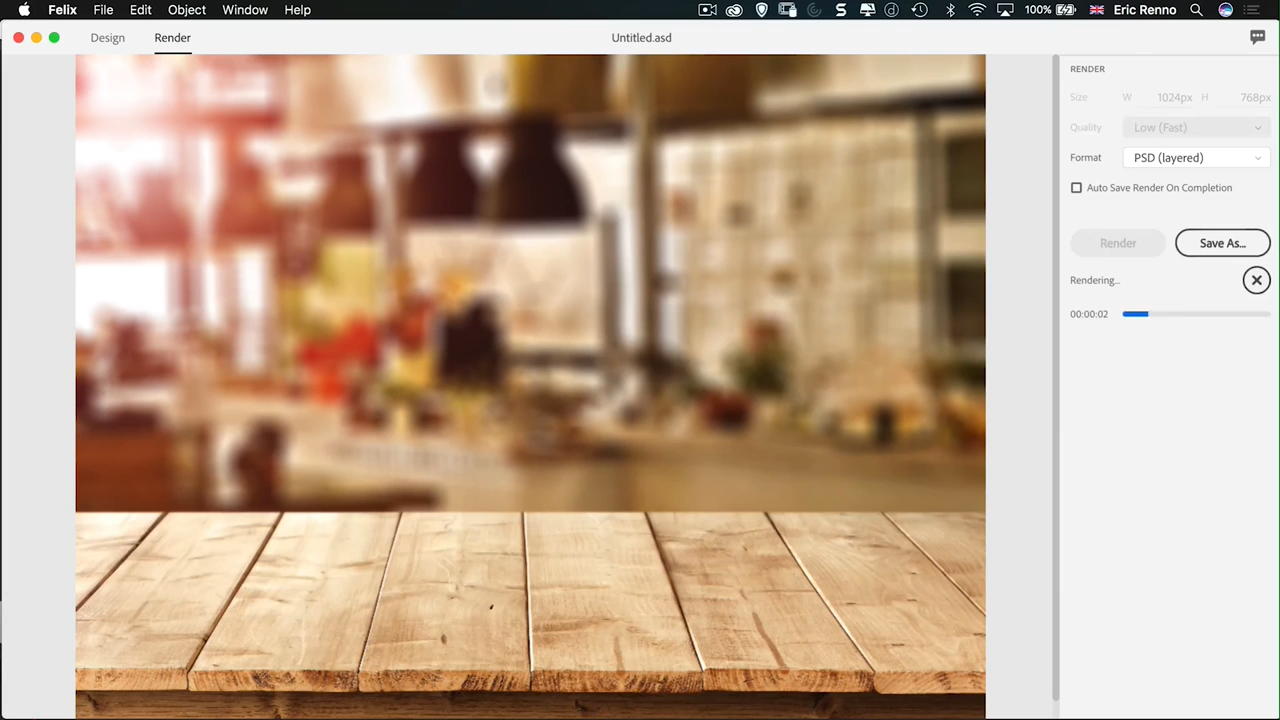 Felix File Edit Object Window Help 100% Eric Renno
Design Render Untitled.asd
RENDER
Size W 1024px H 768px
Quality Low (Fast)
Format PSD (layered)
Auto Save Render On Completion
Render Save As...
Rendering...
00:00:02